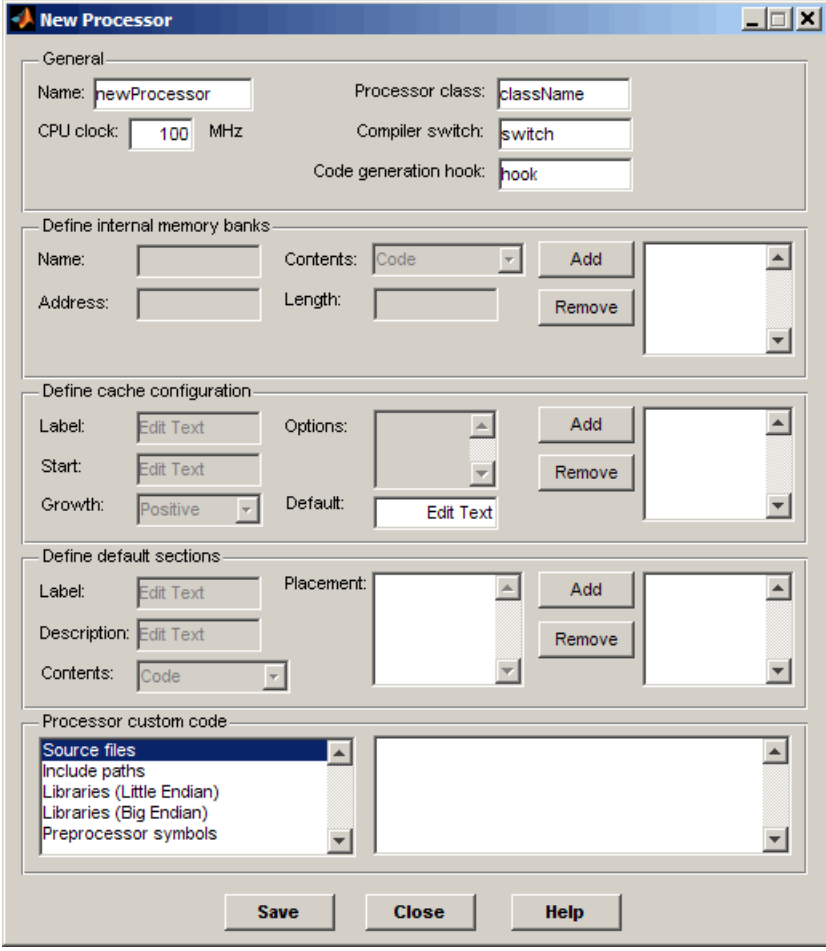 New Processor
General
Name: newProcessor Processor class: className
CPU clock: 100 MHz Compiler switch: switch
Code generation hook: hook
Define internal memory banks
Name: Contents: Code Add
Address: Length: Remove
Define cache configuration
Label: Edit Text Options: Add
Start: Edit Text Remove
Growth: Positive Default: Edit Text
Define default sections
Label: Edit Text Placement: Add
Description: Edit Text Remove
Contents: Code
Processor custom code
Source files
Include paths
Libraries (Little Endian)
Libraries (Big Endian)
Preprocessor symbols
Save Close Help